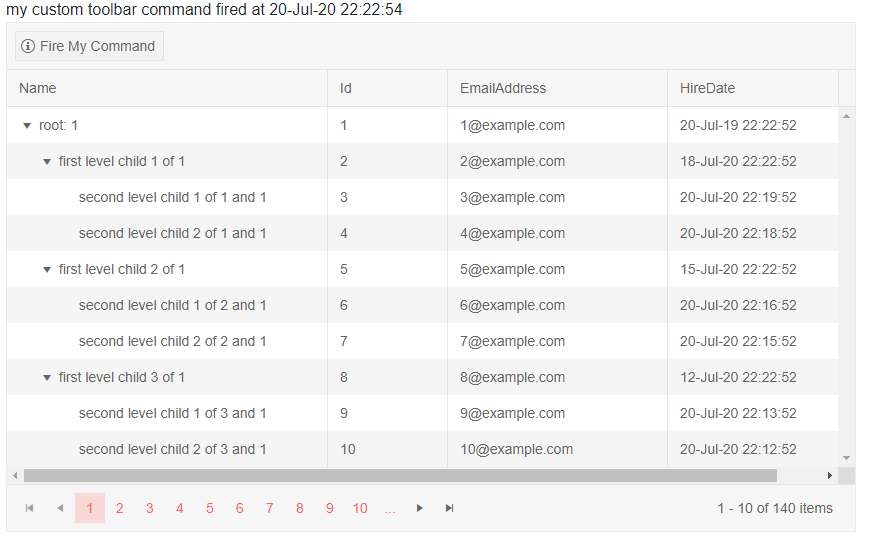 my custom toolbar command fired at 20-Jul-20 22:22:54
Fire My Command
Name Id EmailAddress HireDate
root: 1 1 1@example.com 20-Jul-19 22:22:52
first level child 1 of 1 2 2@example.com 18-Jul-20 22:22:52
second level child 1 of 1 and 1 3 3@example.com 20-Jul-20 22:19:52
second level child 2 of 1 and 1 4 4@example.com 20-Jul-20 22:18:52
first level child 2 of 1 5 5@example.com 15-Jul-20 22:22:52
second level child 1 of 2 and 1 6 6@example.com 20-Jul-20 22:16:52
second level child 2 of 2 and 1 7 7@example.com 20-Jul-20 22:15:52
first level child 3 of 1 8 8@example.com 12-Jul-20 22:22:52
second level child 1 of 3 and 1 9 9@example.com 20-Jul-20 22:13:52
second level child 2 of 3 and 1 10 10@example.com 20-Jul-20 22:12:52
1 2 3 4 5 6 7 8 9 10 ... 1 - 10 of 140 items